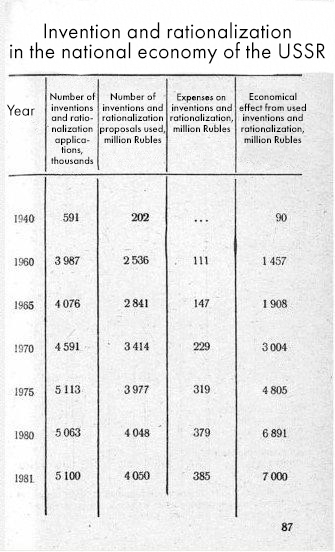 Invention and rationalization
in the national economy of the USSR
Year
Number of
inventions
and ratio-
nalization
applica-
tions,
thousands
Number of
inventions and
rationalization
proposals used,
million Rubles
Expenses on
inventions and
rationalization,
million Rubles
Economical
effect from used
inventions and
rationalization,
million Rubles
1940 591 202 ... 90
1960 3 987 2 536 111 1 457
1965 4 076 2 841 147 1 908
1970 4 591 3 414 229 3 004
1975 5 113 3 977 319 4 805
1980 5 063 4 048 379 6 891
1981 5 100 4 050 385 7 000
87